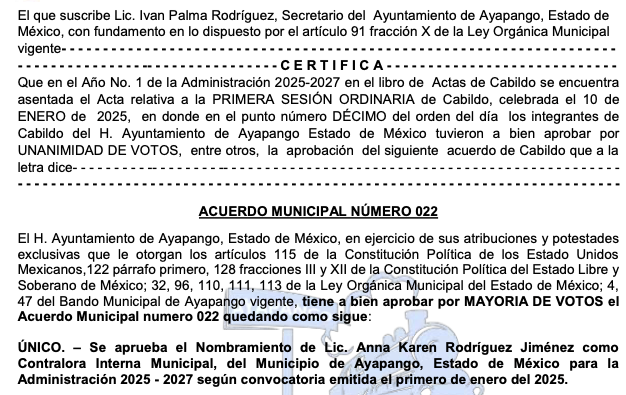 El que suscribe Lic. Ivan Palma Rodríguez, Secretario del Ayuntamiento de Ayapango, Estado de
México, con fundamento en lo dispuesto por el artículo 91 fracción X de la Ley Orgánica Municipal
vigente- - - - - - - - - - - - - - - - - - - - - - - - - - - - - - - - - - - - - - - - - - - - - - - - - - - - - - - - - - - - - - -
- - - - - - - - - - - - - - - - - - - - - - - - - - - - - C E R T I F I C A - - - - - - - - - - - - - - - - - - - - - - - - - - - - -
Que en el Año No. 1 de la Administración 2025-2027 en el libro de Actas de Cabildo se encuentra
asentada el Acta relativa a la PRIMERA SESIÓN ORDINARIA de Cabildo, celebrada el 10 de
ENERO de 2025, en donde en el punto número DÉCIMO del orden del día los integrantes de
Cabildo del H. Ayuntamiento de Ayapango Estado de México tuvieron a bien aprobar por
UNANIMIDAD DE VOTOS, entre otros, la aprobación del siguiente acuerdo de Cabildo que a la
letra dice- - - - - - - - - - - - - - - - - - - - - - - - - - - - - - - - - - - - - - - - - - - - - - - - - - - - - - - - - - - - -
- - - - - - - - - - - - - - - - - - - - - - - - - - - - - - - - - - - - - - - - - - - - - - - - - - - - - - - - - - - - - - - - - - - -
ACUERDO MUNICIPAL NÚMERO 022
El H. Ayuntamiento de Ayapango, Estado de México, en ejercicio de sus atribuciones y potestades
exclusivas que le otorgan los artículos 115 de la Constitución Política de los Estado Unidos
Mexicanos,122 párrafo primero, 128 fracciones III y XII de la Constitución Política del Estado Libre y
Soberano de México; 32, 96, 110, 111, 113 de la Ley Orgánica Municipal del Estado de México; 4,
47 del Bando Municipal de Ayapango vigente, tiene a bien aprobar por MAYORIA DE VOTOS el
Acuerdo Municipal numero 022 quedando como sigue:
ÚNICO. – Se aprueba el Nombramiento de Lic. Anna Karen Rodríguez Jiménez como
Contralora Interna Municipal, del Municipio de Ayapango, Estado de México para la
Administración 2025 - 2027 según convocatoria emitida el primero de enero del 2025.